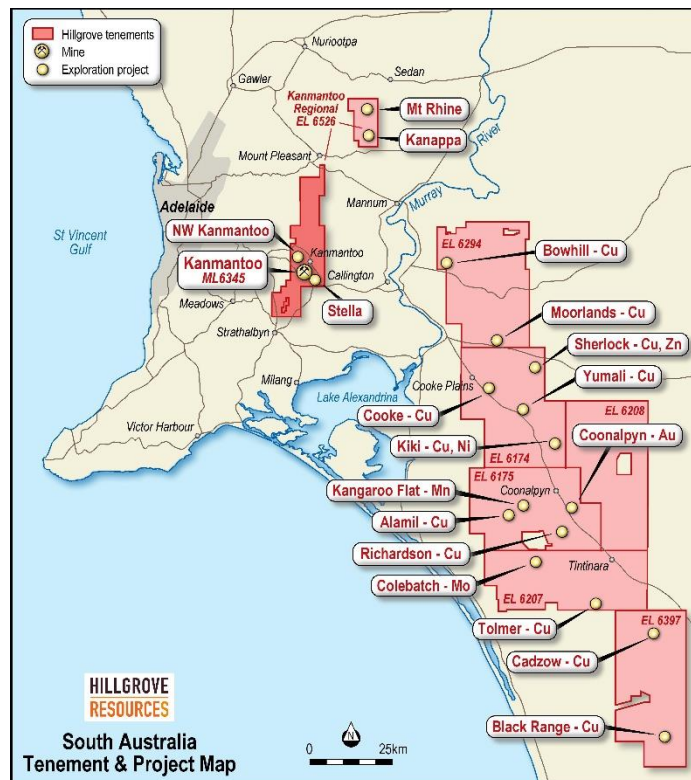 Hillgrove tenements
Mine
Exploration project
Nuriootpa
Gawler
Sedan
Kanmantoo
Regional
EL 6526
Mt Rhine
Kanappa
Mount Pleasant
River
Murray
Adelaide
Mannum
St Vincent
Gulf
NW Kanmantoo
Kanmantoo
Kanmantoo
ML6345
Callington
Stella
Meadows
Strathalbyn
EL 6294
Bowhill - Cu
Moorlands - Cu
Sherlock - Cu, Zn
Milang
Cooke Plains
Yumali - Cu
Lake Alexandrina
Cooke - Cu
EL 6208
Victor Harbour
Coonalpyn - Au
Kiki - Cu, Ni
EL 6174
EL 6175
Kangaroo Flat - Mn
Coonalpyn
Alamil - Cu
Richardson - Cu
Tintinara
Colebatch - Mo
EL 6207
EL 6397
Tolmer - Cu
Cadzow - Cu
Black Range - Cu
HILLGROVE
RESOURCES
South Australia
Tenement & Project Map
N
0 25km